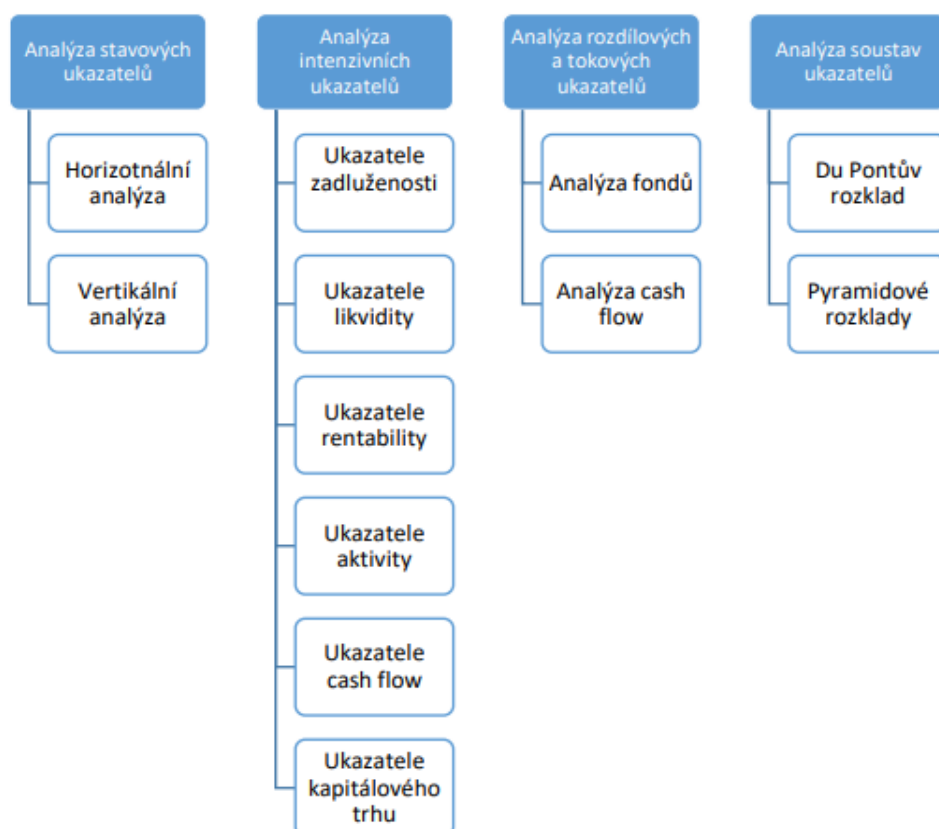 Analýza stavových
ukazatelů
Horizotnální
analýza
Vertikální
analýza
Analýza
intenzivních
ukazatelů
Ukazatele
zadluženosti
Ukazatele
likvidity
Ukazatele
rentability
Ukazatele
aktivity
Ukazatele
cash flow
Ukazatele
kapitálového
trhu
Analýza rozdílových
a tokových
ukazatelů
Analýza fondů
Analýza cash
flow
Analýza soustav
ukazatelů
Du Pontův
rozklad
Pyramidové
rozklady